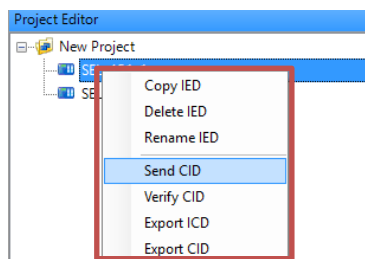 Project Editor
New Project
Copy IED
Delete IED
Rename IED
Send CID
Verify CID
Export ICD
Export CID